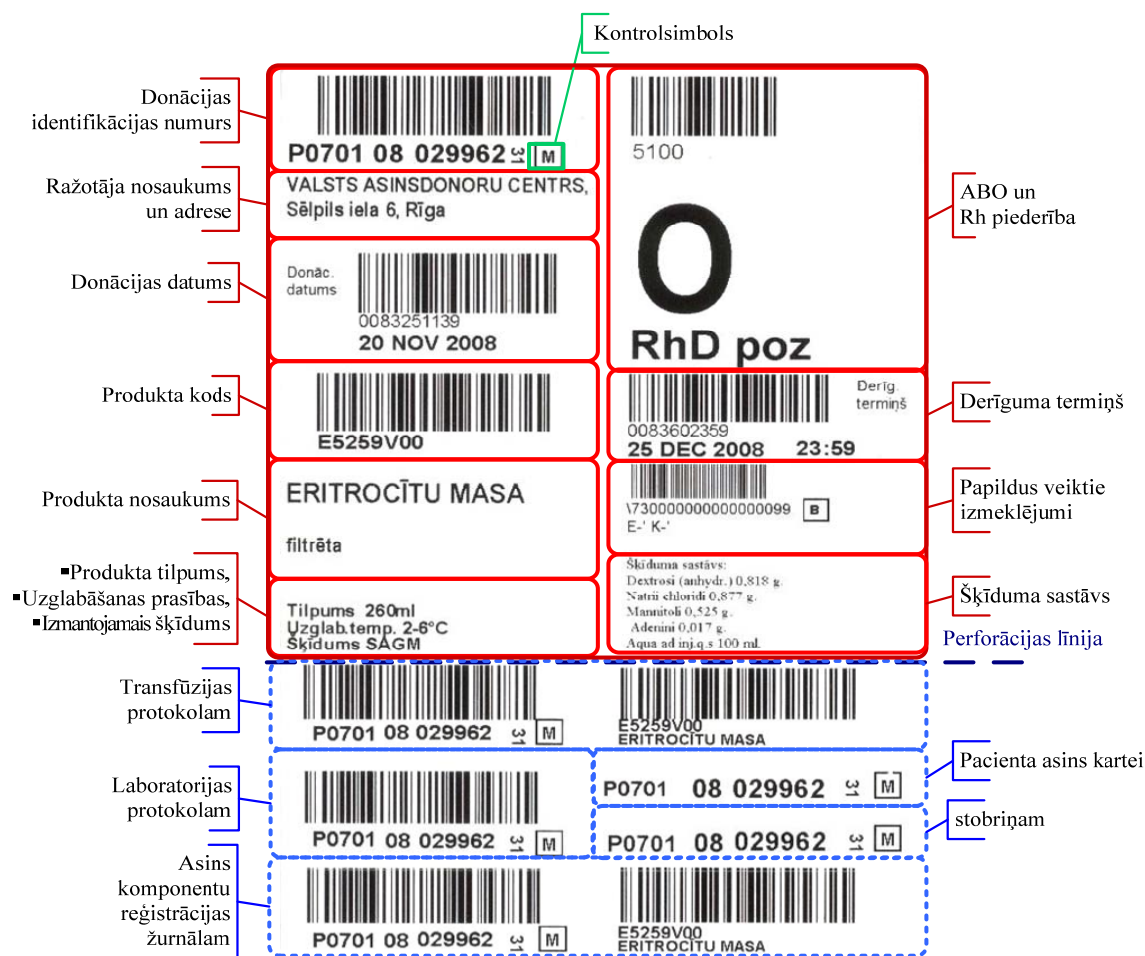 Kontrolsimbols
Donācijas
identifikācijas numurs
P0701 08 029962 31 M
Ražotāja nosaukums
un adrese
VALSTS ASINSDONORU CENTRS,
Sēlpils iela 6, Rīga
Donācijas datums
Donāc.
datums
0083251139
20 NOV 2008
Produkta kods
E5259V00
Produkta nosaukums
ERITROCĪTU MASA
filtrēta
▪Produkta tilpums,
▪Uzglabāšanas prasības,
▪Izmantojamais šķīdums
Tilpums 260ml
Uzglab.temp. 2-6°C
Šķīdums SAGM
5100
O
RhD poz
ABO un
Rh piederība
Derīg.
termiņš
0083602359
25 DEC 2008 23:59
Derīguma termiņš
\730000000000000099 B
E-' K-'
Papildus veiktie
izmeklējumi
Šķīduma sastāvs:
Dextrosi (anhydr.) 0,818 g.
Natrii chloridi 0,877 g.
Mannitoli 0,525 g.
Adenini 0,017 g.
Aqua ad inj.q.s 100 ml.
Šķīduma sastāvs
Perforācijas līnija
Transfūzijas
protokolam
P0701 08 029962 31 M
E5259V00
ERITROCĪTU MASA
Laboratorijas
protokolam
P0701 08 029962 31 M
P0701 08 029962 31 M
Pacienta asins kartei
P0701 08 029962 31 M
stobriņam
Asins
komponentu
reģistrācijas
žurnālam
P0701 08 029962 31 M
E5259V00
ERITROCĪTU MASA